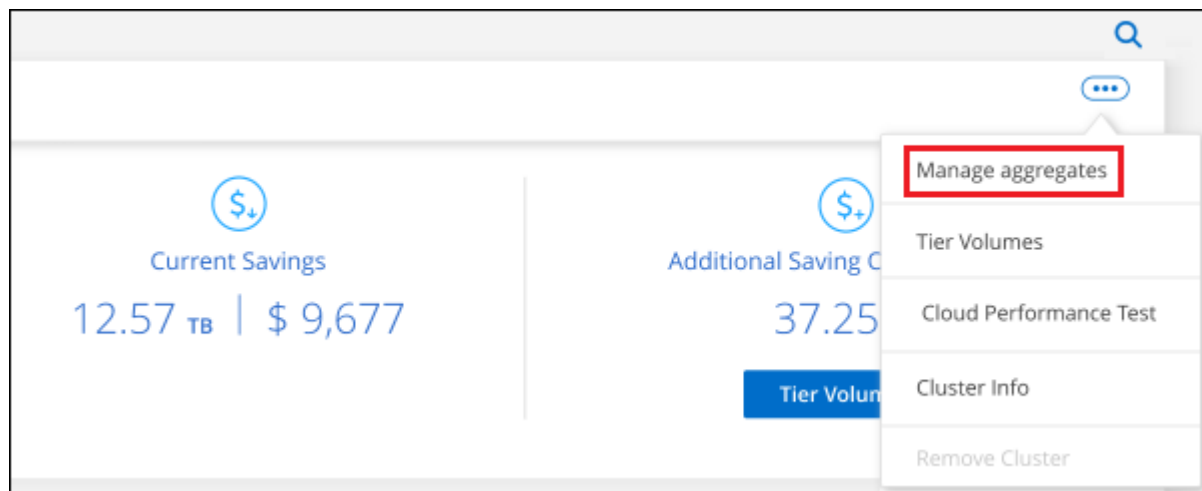 Manage aggregates
Current Savings
12.57 TB | $ 9,677
Additional Saving
37.25
Tier
Tier Volumes
Cloud Performance Test
Cluster Info
Remove Cluster